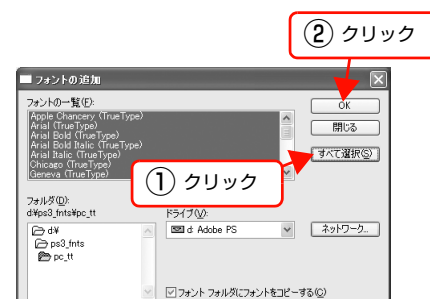 ② クリック
フォントの追加
フォントの一覧(F):
Apple Chancery (TrueType)
Arial (TrueType)
Arial Bold (TrueType)
Arial Bold Italic (TrueType)
Arial Italic (TrueType)
Chicago (TrueType)
Geneva (TrueType)
OK
閉じる
すべて選択(S)
① クリック
フォルダ(D):
d:¥ps3_fnts¥pc_tt
d:¥
ps3_fnts
pc_tt
ドライブ(V):
d: Adobe PS
ネットワーク...
フォント フォルダにフォントをコピーする(C)